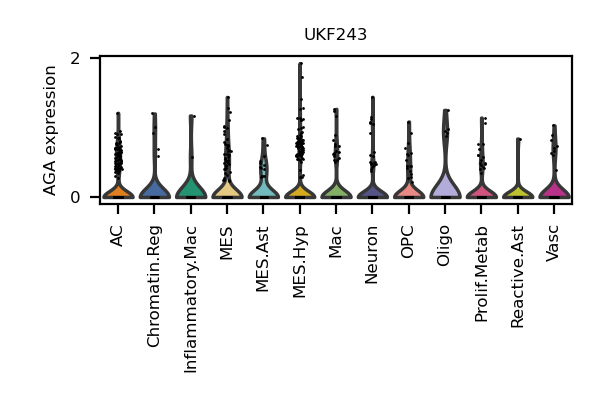 UKF243
AGA expression
2
0
AC
Chromatin.Reg
Inflammatory.Mac
MES
MES.Ast
MES.Hyp
Mac
Neuron
OPC
Oligo
Prolif.Metab
Reactive.Ast
Vasc